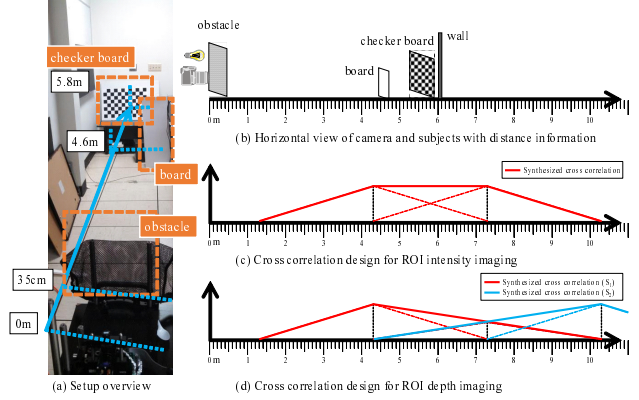 checker board
5.8m
4.6m
board
obstacle
35cm
0m
(a) Setup overview
obstacle
checker board
wall
board
0m 1 2 3 4 5 6 7 8 9 10
(b) Horizontal view of camera and subjects with distance information
Synthesized cross correlation
0m 1 2 3 4 5 6 7 8 9 10
(c) Cross correlation design for ROI intensity imaging
Synthesized cross correlation (S₁)
Synthesized cross correlation (S₂)
0m 1 2 3 4 5 6 7 8 9 10
(d) Cross correlation design for ROI depth imaging